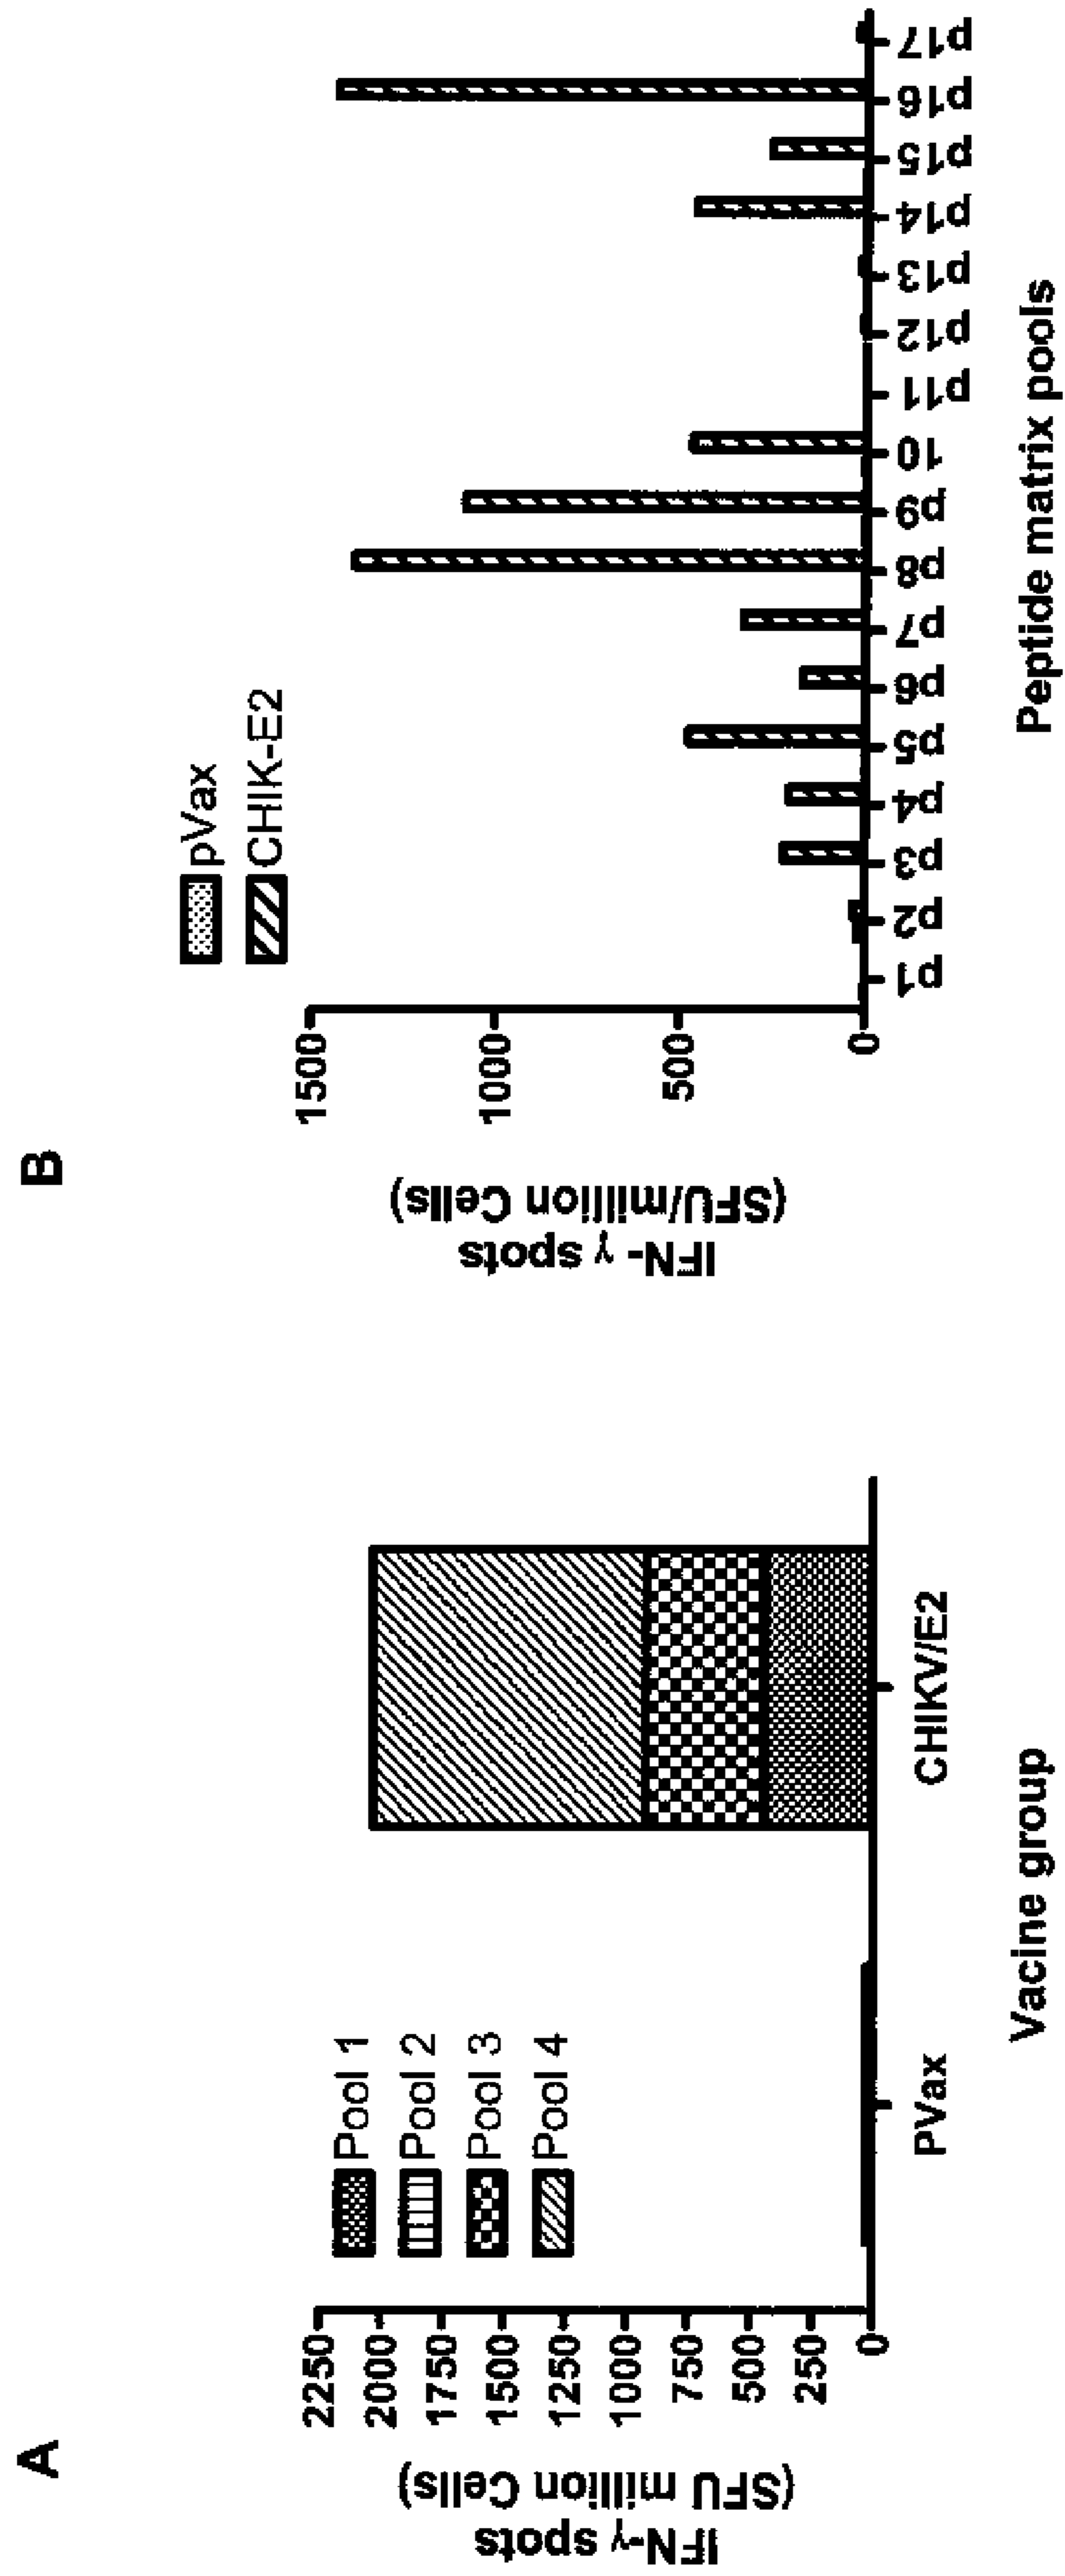 A
IFN-γ spots
(SFU million Cells)
2250
2000
1750
1500
1250
1000
750
500
250
0
Pool 1
Pool 2
Pool 3
Pool 4
PVax
CHIKV/E2
Vacine group
B
IFN- γ spots
(SFU/million Cells)
1500
1000
500
0
pVax
CHIK-E2
p1
p2
p3
p4
p5
p6
p7
p8
p9
10
p11
p12
p13
p14
p15
p16
p17
Peptide matrix pools